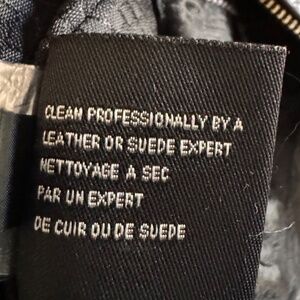 CLEAN PROFESSIONALLY BY A
LEATHER OR SUEDE EXPERT
NETTOYAGE A SEC
PAR UN EXPERT
DE CUIR OU DE SUEDE